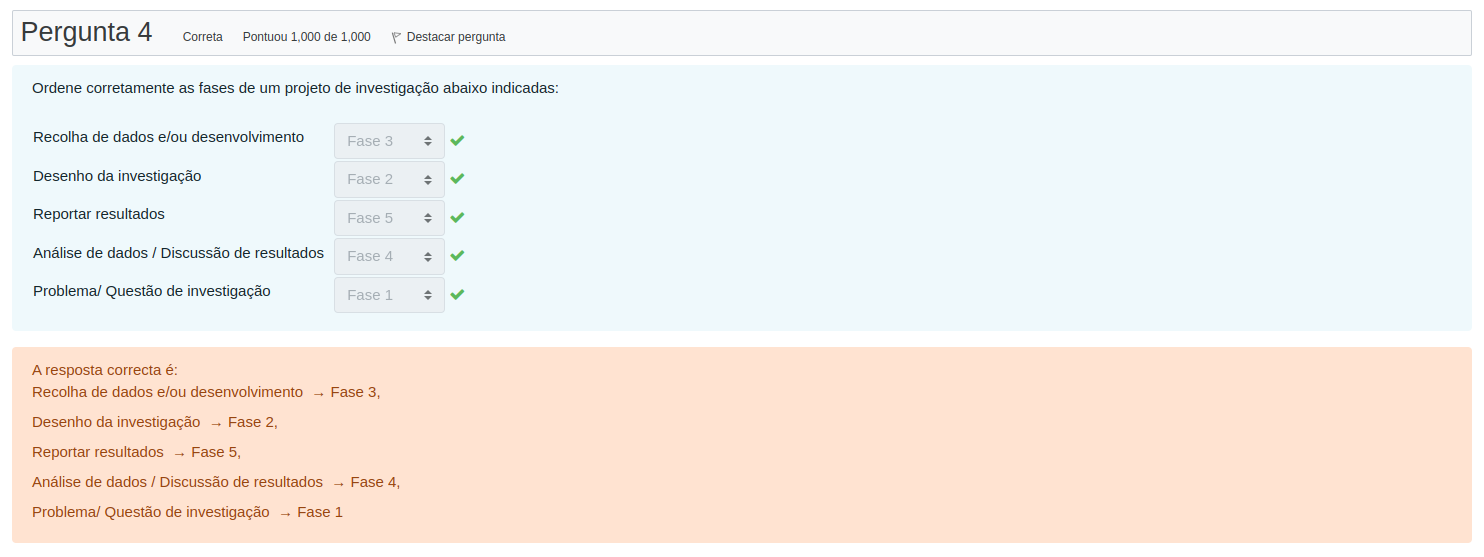 Pergunta 4 Correta Pontuou 1,000 de 1,000 Destacar pergunta
Ordene corretamente as fases de um projeto de investigação abaixo indicadas:
Recolha de dados e/ou desenvolvimento Fase 3
Desenho da investigação Fase 2
Reportar resultados Fase 5
Análise de dados / Discussão de resultados Fase 4
Problema/ Questão de investigação Fase 1
A resposta correcta é:
Recolha de dados e/ou desenvolvimento → Fase 3,
Desenho da investigação → Fase 2,
Reportar resultados → Fase 5,
Análise de dados / Discussão de resultados → Fase 4,
Problema/ Questão de investigação → Fase 1